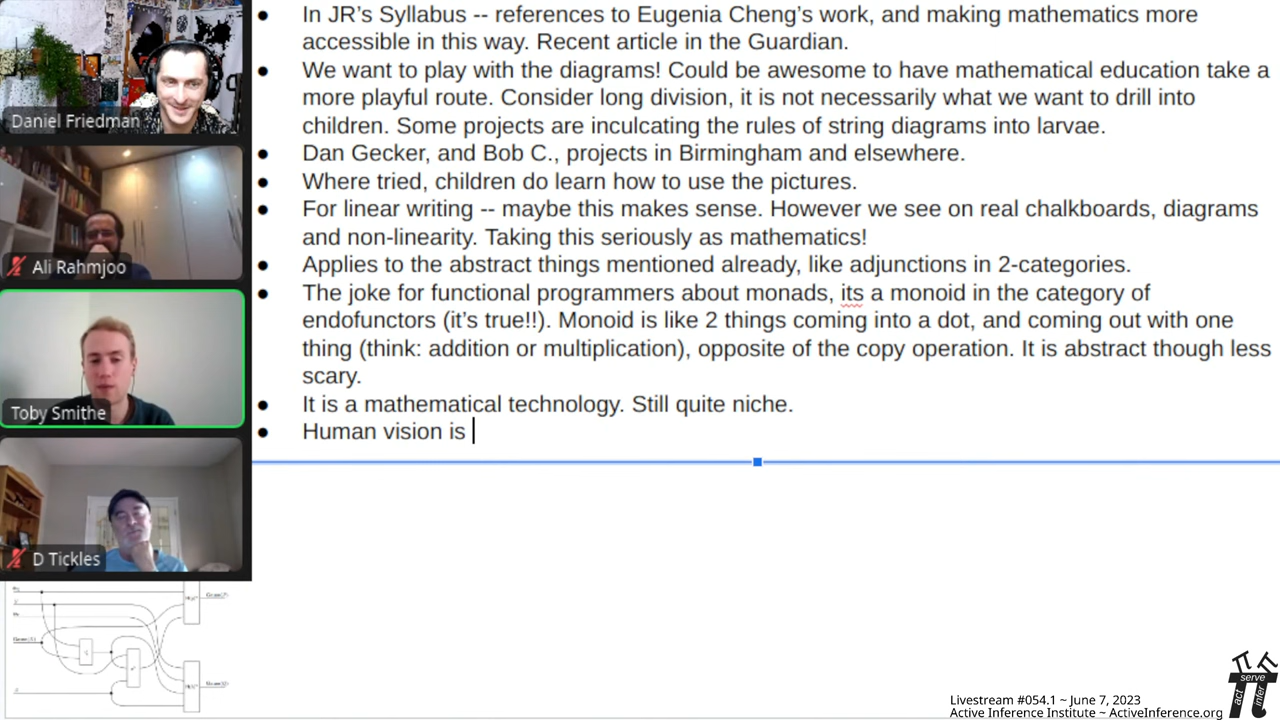 Daniel Friedman
Ali Rahmjoo
Toby Smithe
D Tickles
● In JR’s Syllabus -- references to Eugenia Cheng’s work, and making mathematics more
accessible in this way. Recent article in the Guardian.
● We want to play with the diagrams! Could be awesome to have mathematical education take a
more playful route. Consider long division, it is not necessarily what we want to drill into
children. Some projects are inculcating the rules of string diagrams into larvae.
● Dan Gecker, and Bob C., projects in Birmingham and elsewhere.
● Where tried, children do learn how to use the pictures.
● For linear writing -- maybe this makes sense. However we see on real chalkboards, diagrams
and non-linearity. Taking this seriously as mathematics!
● Applies to the abstract things mentioned already, like adjunctions in 2-categories.
● The joke for functional programmers about monads, its a monoid in the category of
endofunctors (it’s true!!). Monoid is like 2 things coming into a dot, and coming out with one
thing (think: addition or multiplication), opposite of the copy operation. It is abstract though less
scary.
● It is a mathematical technology. Still quite niche.
● Human vision is
act
serve
infer
Livestream #054.1 ~ June 7, 2023
Active Inference Institute ~ ActiveInference.org